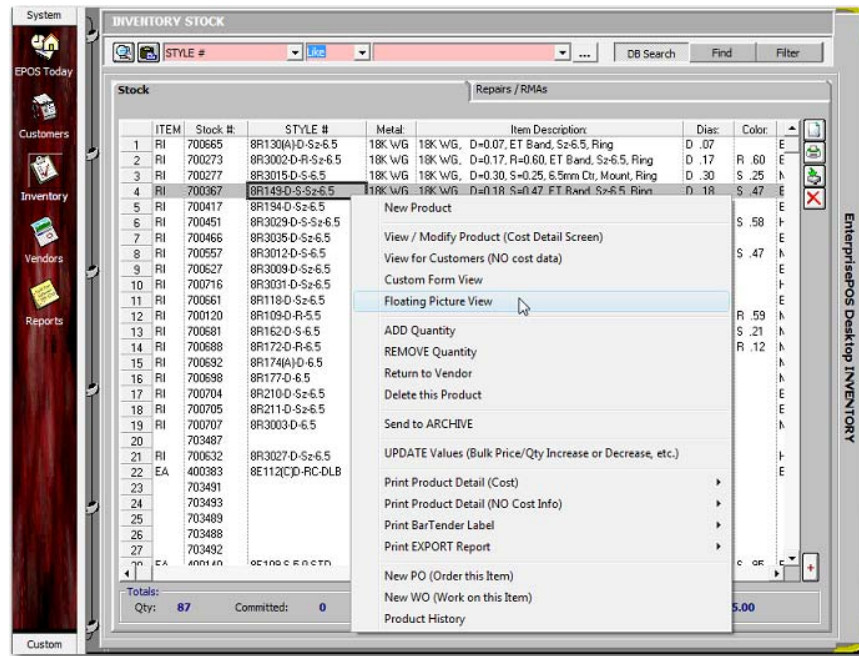 System
EPOS Today
Customers
Inventory
Vendors
Reports
Custom
INVENTORY STOCK
STYLE # Like ... DB Search Find Filter
Stock Repairs / RMAs
ITEM Stock #: STYLE # Metal: Item Description: Dias: Color:
1 RI 700665 8R130(A)-D-Sz-6.5 18K WG 18K WG, D=0.07, ET Band, Sz-6.5, Ring D .07 E
2 RI 700273 8R3002-D-R-Sz-6.5 18K WG 18K WG, D=0.17, R=0.60, ET Band, Sz-6.5, Ring D .17 R .60 E
3 RI 700277 8R3015-D-S-6.5 18K WG 18K WG, D=0.30, S=0.25, 6.5mm Ctr, Mount, Ring D .30 S .25 N
4 RI 700367 8R149-D-S-Sz-6.5 18K WG 18K WG, D=0.18, S=0.47, ET Band, Sz-6.5, Ring D .18 S .47 E
5 RI 700417 8R194-D-Sz-6.5 E
6 RI 700451 8R3029-D-S-Sz-6.5 S .58
7 RI 700466 8R3035-D-Sz-6.5 E
8 RI 700557 8R3012-D-S-6.5 S .47 N
9 RI 700627 8R3009-D-Sz-6.5 E
10 RI 700716 8R3031-D-Sz-6.5
11 RI 700661 8R118-D-Sz-6.5 E
12 RI 700120 8R109-D-R-5.5 R .59 N
13 RI 700681 8R162-D-S-6.5 S .21 N
14 RI 700688 8R172-D-R-6.5 R .12 N
15 RI 700692 8R174(A)-D-6.5 N
16 RI 700698 8R177-D-6.5 N
17 RI 700704 8R210-D-Sz-6.5 E
18 RI 700705 8R211-D-Sz-6.5 E
19 RI 700707 8R3003-D-6.5 N
20 703487
21 RI 700632 8R3027-D-Sz-6.5
22 EA 400383 8E112(C)D-RC-DLB E
23 703491
24 703493
25 703489
26 703488
27 703492
New Product
View / Modify Product (Cost Detail Screen)
View for Customers (NO cost data)
Custom Form View
Floating Picture View
ADD Quantity
REMOVE Quantity
Return to Vendor
Delete this Product
Send to ARCHIVE
UPDATE Values (Bulk Price/Qty Increase or Decrease, etc.)
Print Product Detail (Cost)
Print Product Detail (NO Cost Info)
Print BarTender Label
Print EXPORT Report
New PO (Order this Item)
New WO (Work on this Item)
Product History
Totals:
Qty: 87 Committed: 0 5.00
EnterprisePOS Desktop INVENTORY